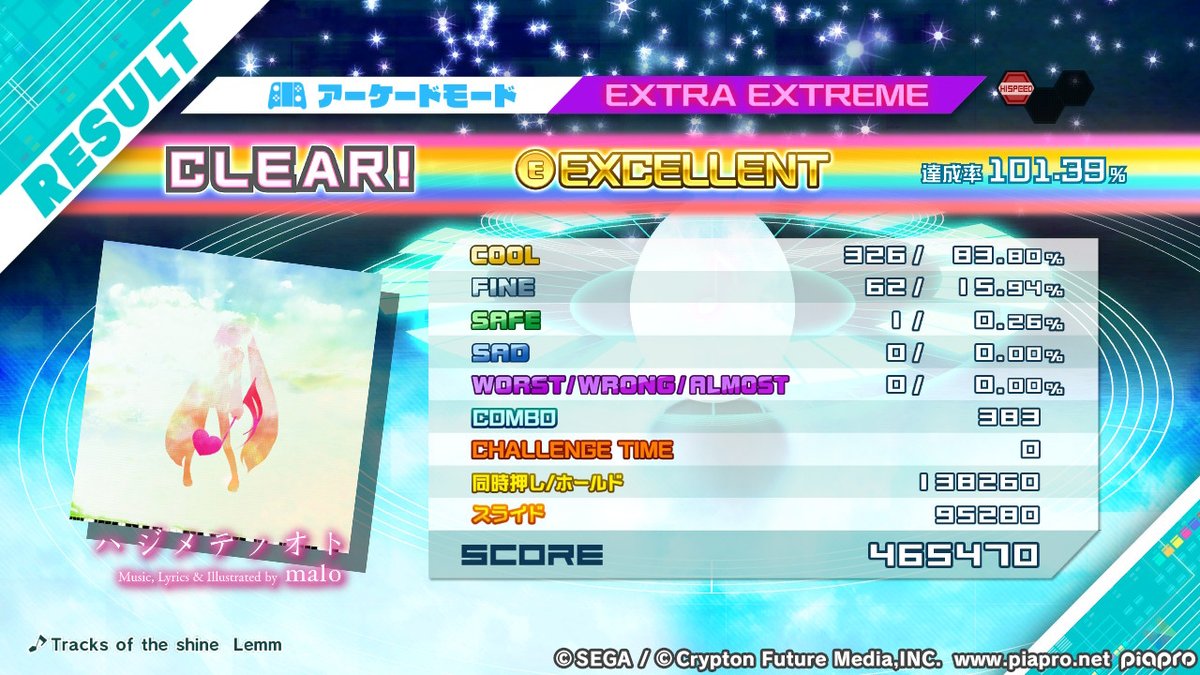 RESULT
アーケードモード EXTRA EXTREME HISPEED
CLEAR! E EXCELLENT 達成率 101.39%
COOL 326/ 83.80%
FINE 62/ 15.94%
SAFE 1/ 0.26%
SAD 0/ 0.00%
WORST/WRONG/ALMOST 0/ 0.00%
COMBO 383
CHALLENGE TIME 0
同時押し/ホールド 138260
スライド 95280
SCORE 465470
ハジメテノオト
Music, Lyrics & Illustrated by malo
♪Tracks of the shine Lemm
©SEGA / ©Crypton Future Media,INC. www.piapro.net piapro